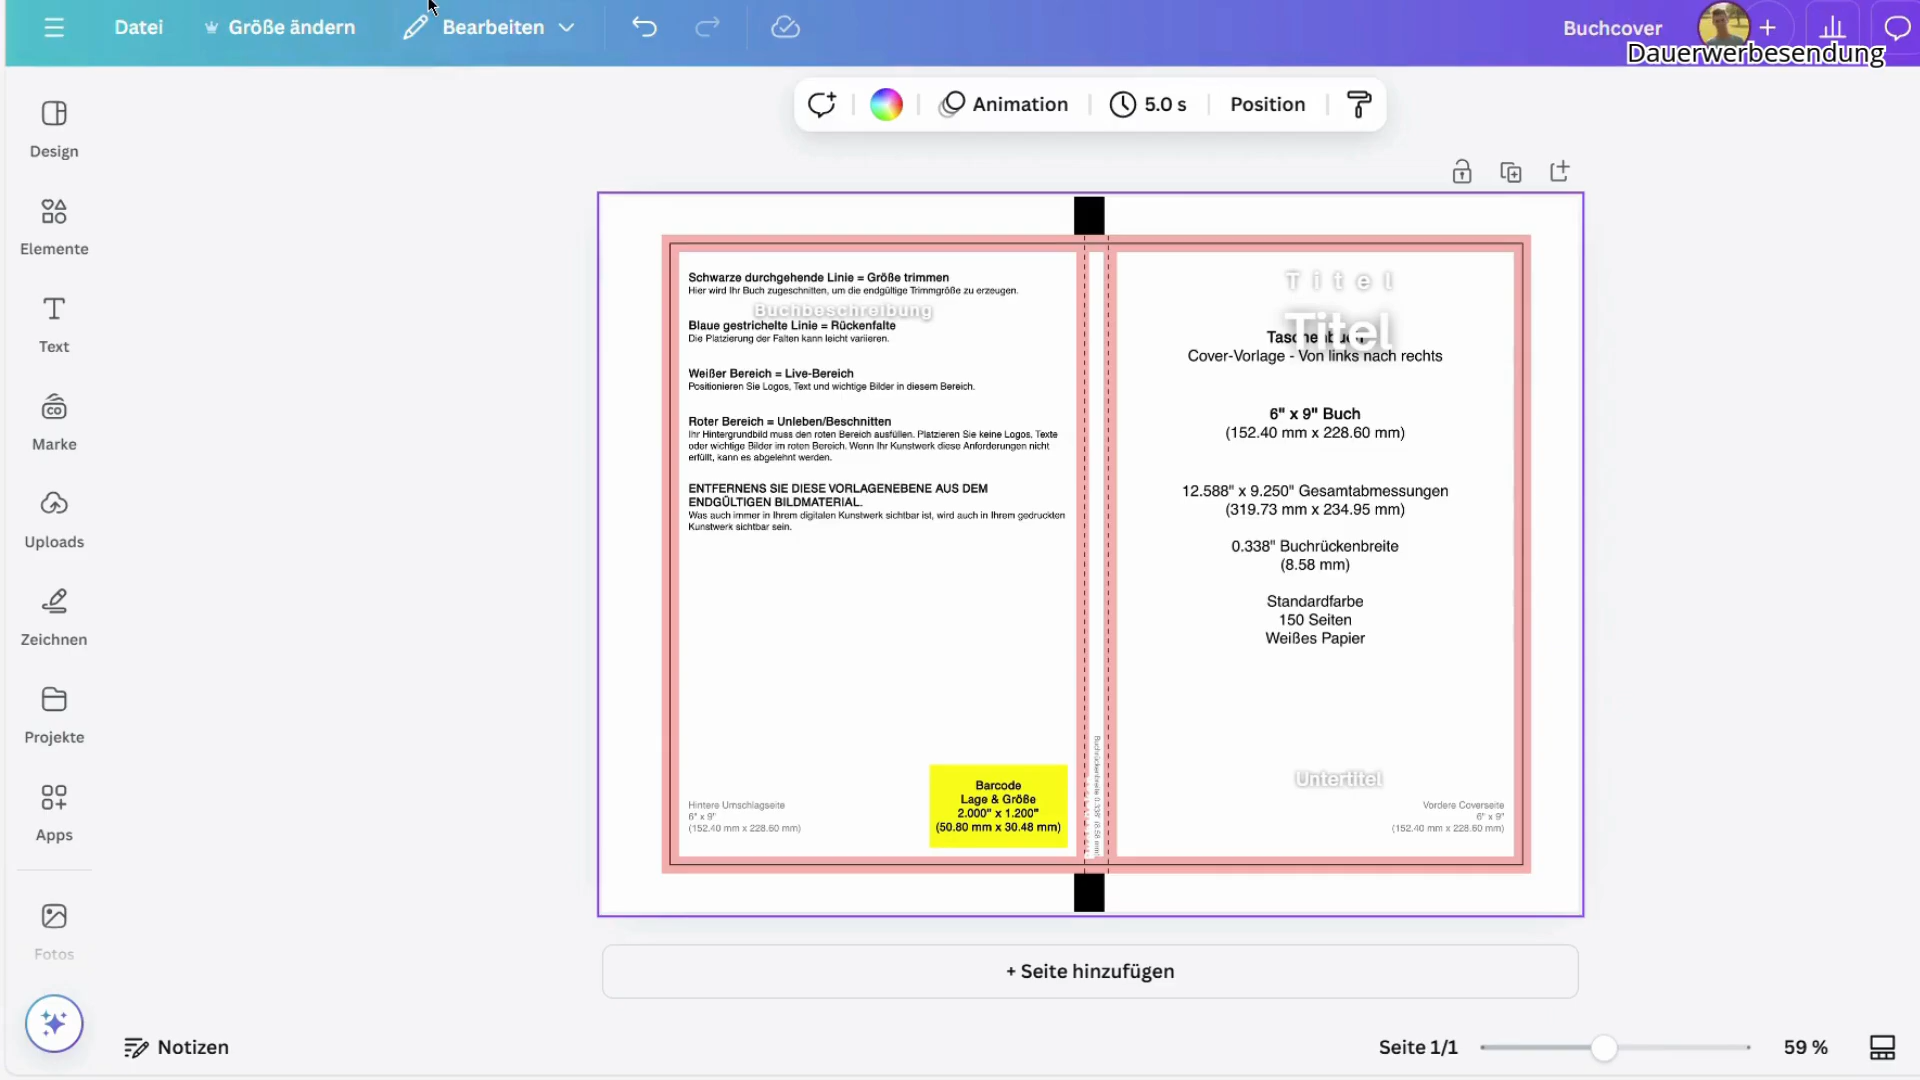 Datei
Größe ändern
Bearbeiten
Buchcover
Dauerwerbesendung
Animation
5.0 s
Position
Design
Elemente
Text
Marke
Uploads
Zeichnen
Projekte
Apps
Fotos
Schwarze durchgehende Linie = Größe trimmen
Hier wird Ihr Buch zugeschnitten, um die endgültige Trimmgröße zu erzeugen.
Buchbeschreibung
Blaue gestrichelte Linie = Rückenfalte
Die Platzierung der Falten kann leicht variieren.
Weißer Bereich = Live-Bereich
Positionieren Sie Logos, Text und wichtige Bilder in diesem Bereich.
Roter Bereich = Unleben/Beschnitten
Ihr Hintergrundbild muss den roten Bereich ausfüllen. Platzieren Sie keine Logos, Texte
oder wichtige Bilder im roten Bereich. Wenn Ihr Kunstwerk diese Anforderungen nicht
erfüllt, kann es abgelehnt werden.
ENTFERNENS SIE DIESE VORLAGENEBENE AUS DEM
ENDGÜLTIGEN BILDMATERIAL.
Was auch immer in Ihrem digitalen Kunstwerk sichtbar ist, wird auch in Ihrem gedruckten
Kunstwerk sichtbar sein.
Hintere Umschlagseite
6" x 9"
(152.40 mm x 228.60 mm)
Barcode
Lage & Größe
2.000" x 1.200"
(50.80 mm x 30.48 mm)
Buchrückenbreite 0.338" (8.58 mm)
Titel
Titel
Taschenbuch
Cover-Vorlage - Von links nach rechts
6" x 9" Buch
(152.40 mm x 228.60 mm)
12.588" x 9.250" Gesamtabmessungen
(319.73 mm x 234.95 mm)
0.338" Buchrückenbreite
(8.58 mm)
Standardfarbe
150 Seiten
Weißes Papier
Untertitel
Vordere Coverseite
6" x 9"
(152.40 mm x 228.60 mm)
+ Seite hinzufügen
Notizen
Seite 1/1
59 %